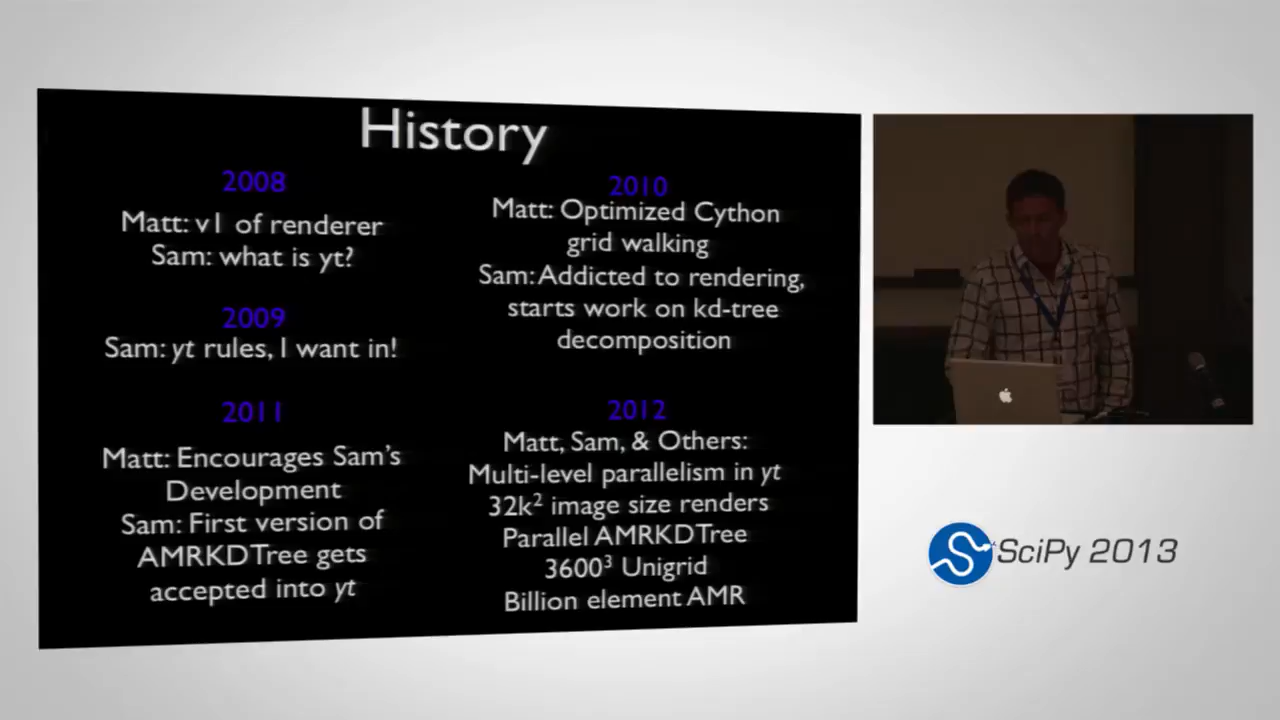 History
2008
Matt: v1 of renderer
Sam: what is yt?
2009
Sam: yt rules, I want in!
2010
Matt: Optimized Cython
grid walking
Sam: Addicted to rendering,
starts work on kd-tree
decomposition
2011
Matt: Encourages Sam's
Development
Sam: First version of
AMRKDTree gets
accepted into yt
2012
Matt, Sam, & Others:
Multi-level parallelism in yt
32k² image size renders
Parallel AMRKDTree
3600³ Unigrid
Billion element AMR
SciPy 2013